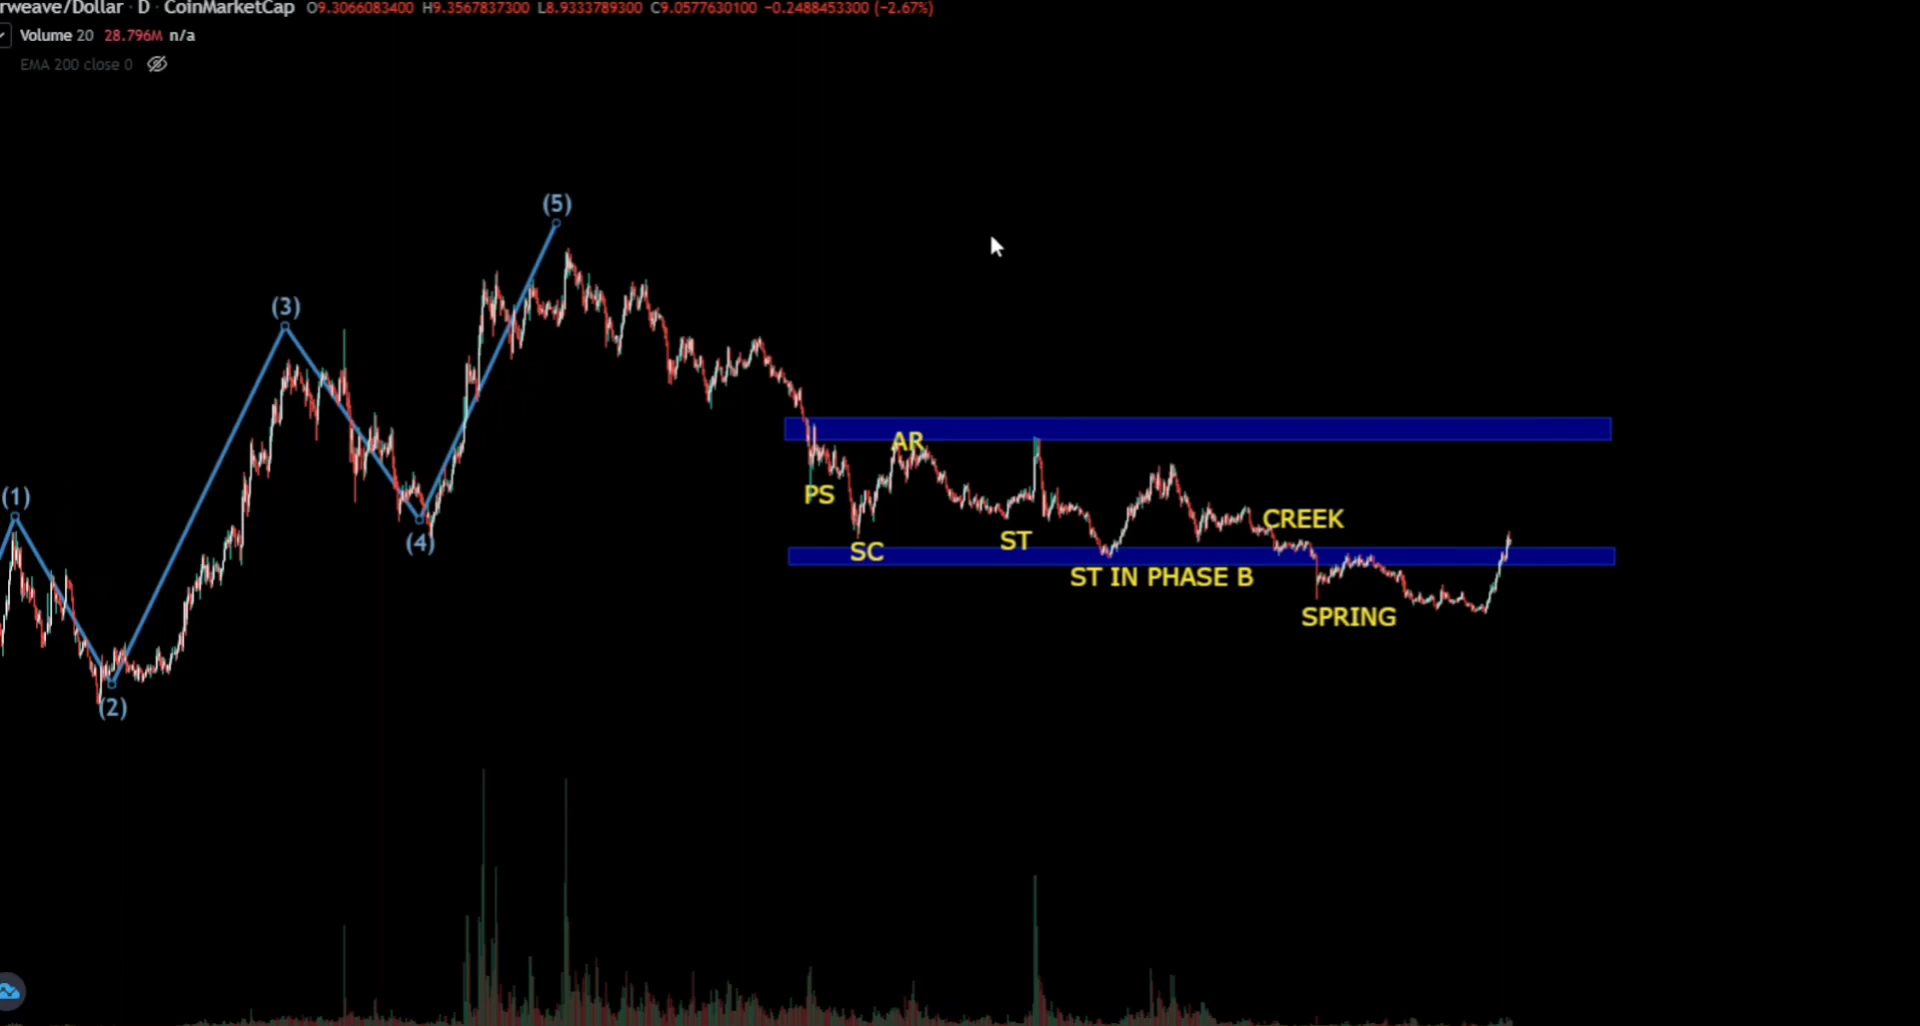 rweave/Dollar · D · CoinMarketCap O9.3066083400 H9.3567837300 L8.9333789300 C9.0577630100 −0.2488453300 (−2.67%)
Volume 20 28.796M n/a
EMA 200 close 0
(5)
(3)
AR
(1)
PS
CREEK
ST
(4)
SC
ST IN PHASE B
SPRING
(2)